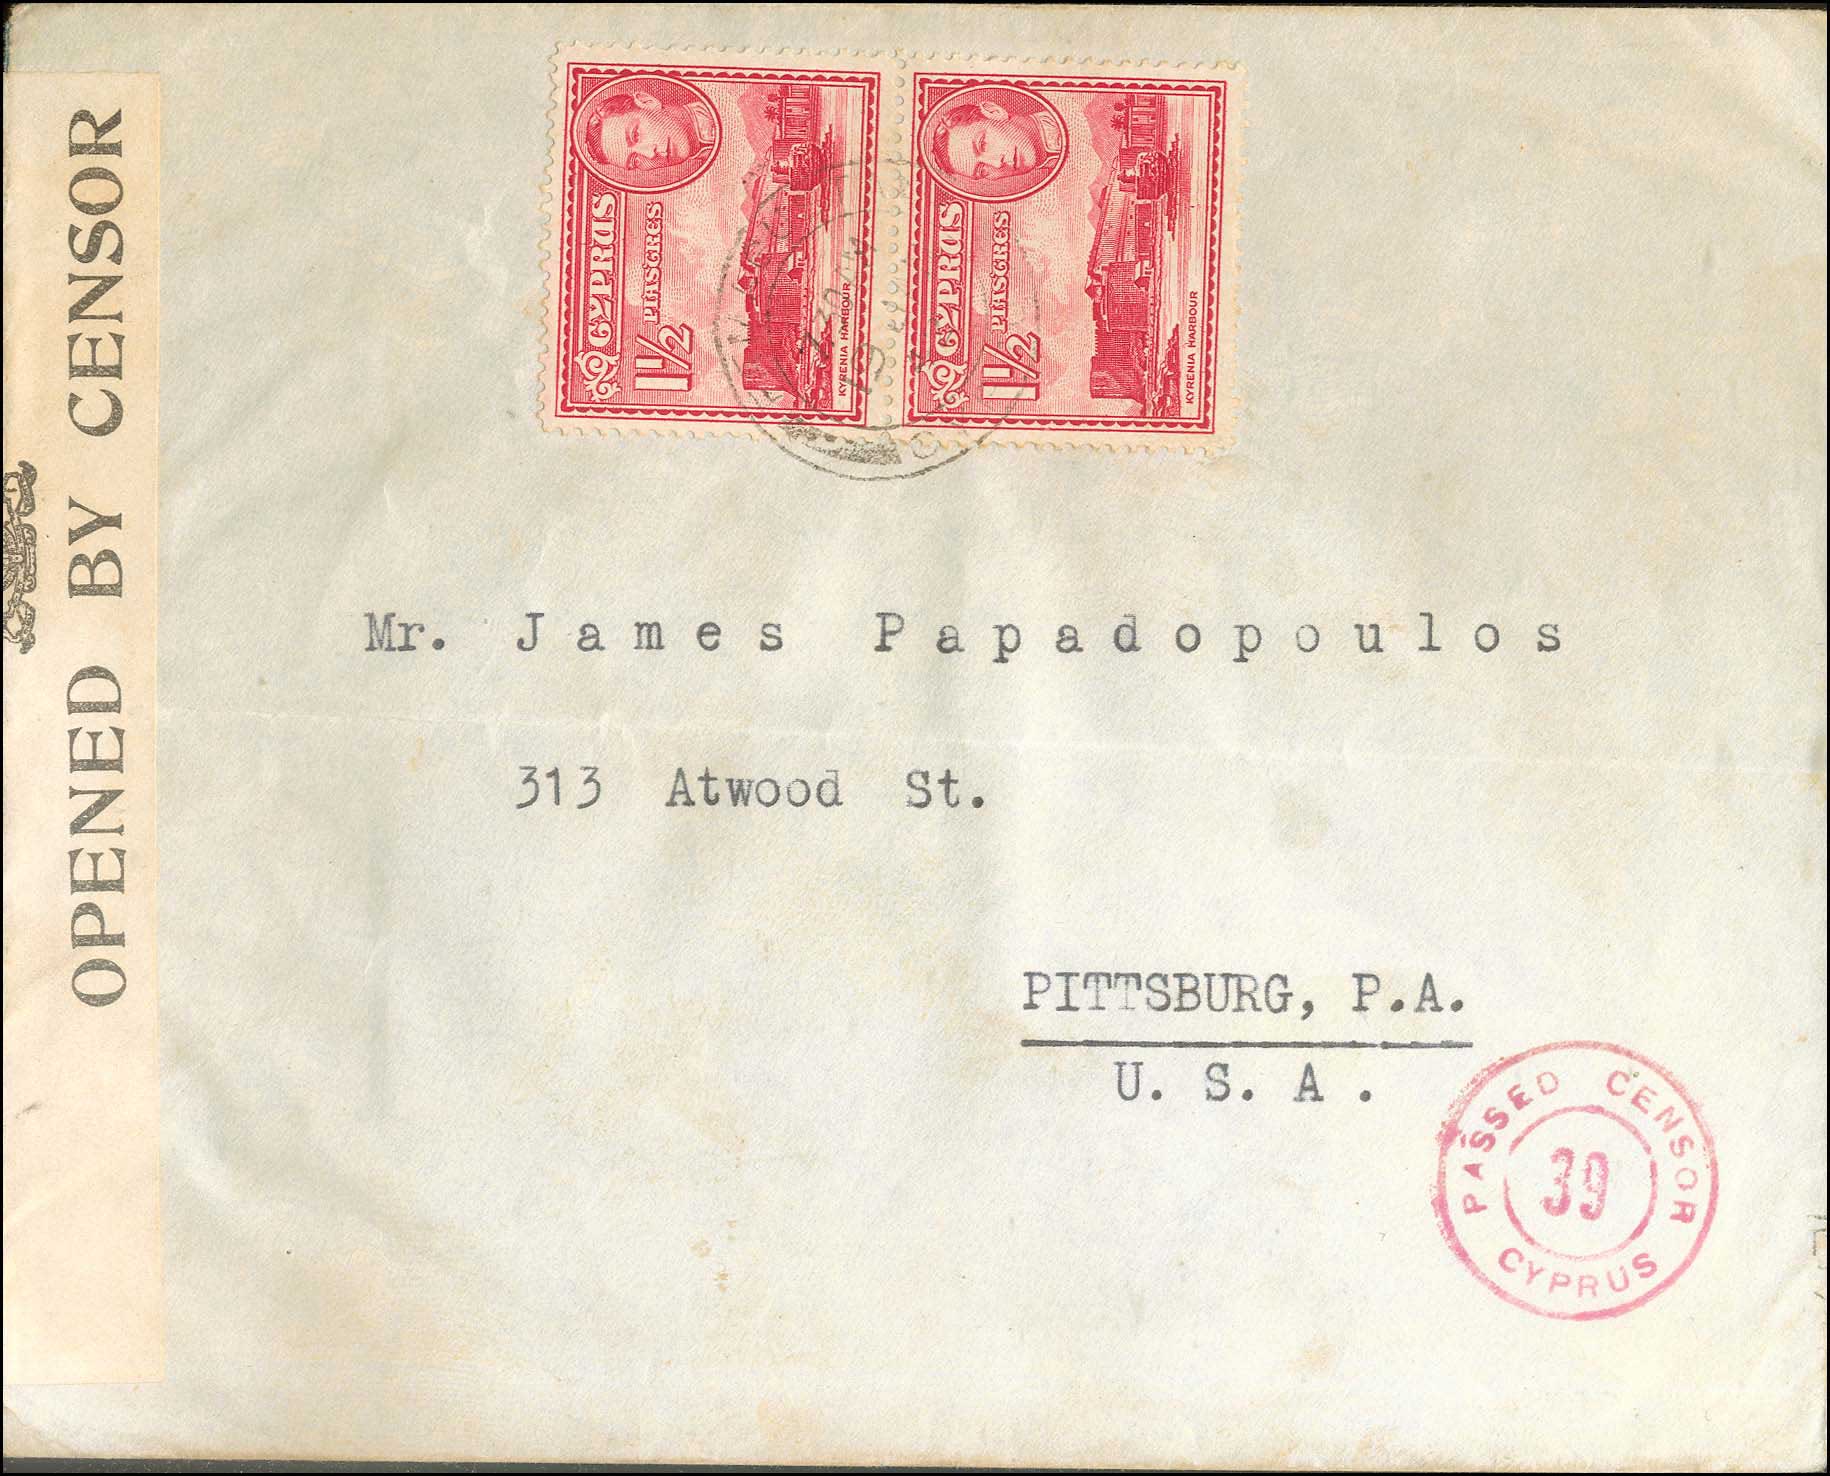 OPENED BY CENSOR
CYPRUS
1½ PIASTRES
KYRENIA HARBOUR
CYPRUS
1½ PIASTRES
KYRENIA HARBOUR
Mr. James Papadopoulos
313 Atwood St.
PITTSBURG, P.A.
U. S. A.
PASSED CENSOR
39
CYPRUS